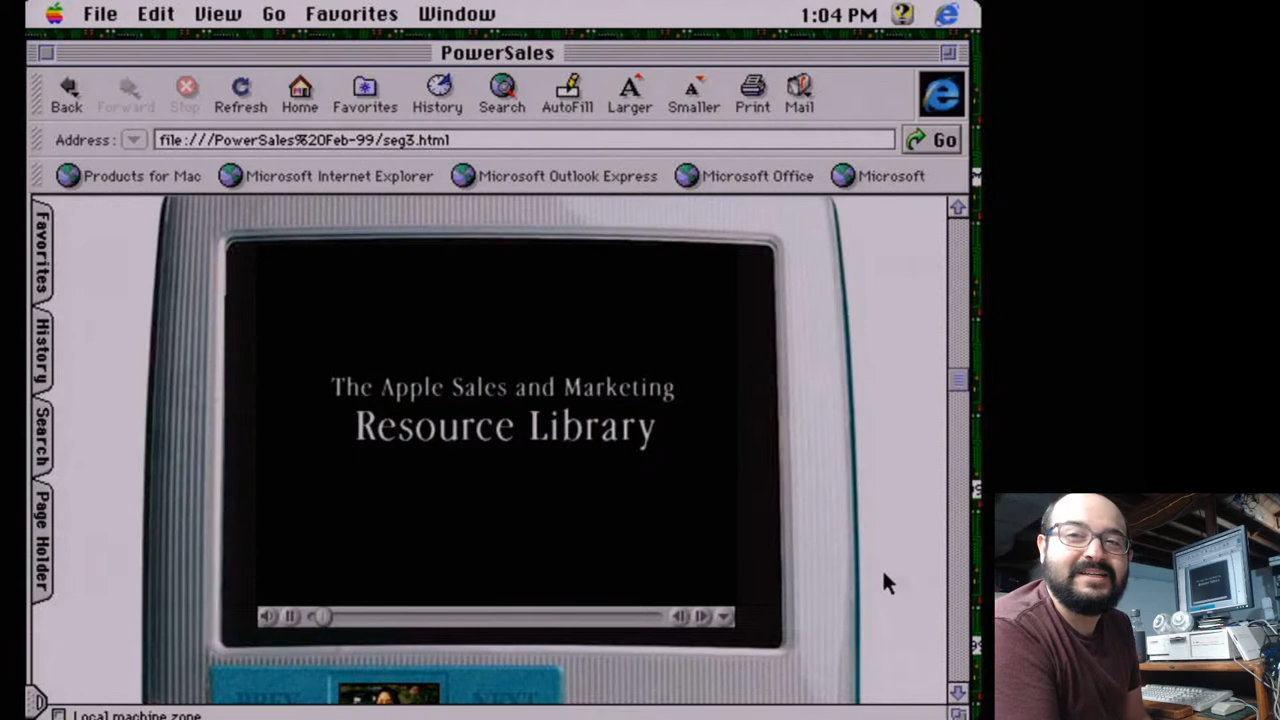 File Edit View Go Favorites Window 1:04 PM
PowerSales
Back Forward Stop Refresh Home Favorites History Search AutoFill Larger Smaller Print Mail
Address: file:///PowerSales%20Feb-99/seg3.html Go
Products for Mac Microsoft Internet Explorer Microsoft Outlook Express Microsoft Office Microsoft
Favorites
History
Search
Page Holder
The Apple Sales and Marketing
Resource Library
PREV NEXT
Local machine zone